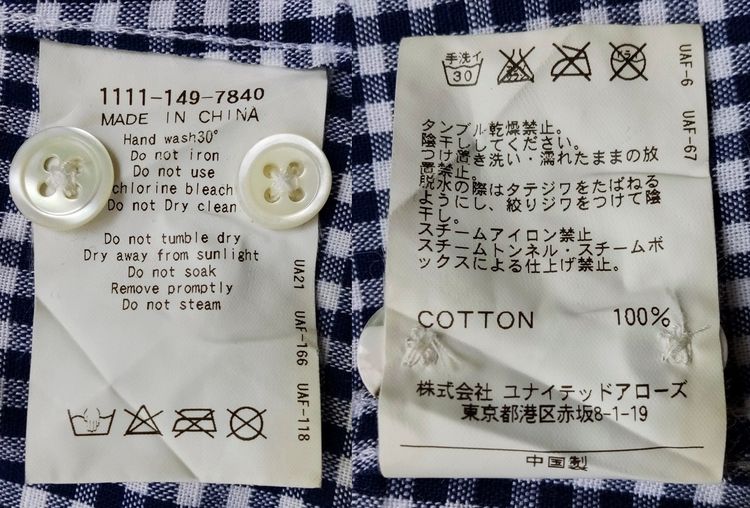 1111-149-7840
MADE IN CHINA
Hand wash30°
Do not iron
Do not use
chlorine bleach
Do not Dry clean
Do not tumble dry
Dry away from sunlight
Do not soak
Remove promptly
Do not steam
UA21 UAF-166 UAF-118
手洗イ
30
UAF-6 UAF-67
タンブル乾燥禁止。
陰干ししてください。
つけ置き洗い・濡れたままの放
置禁止。
脱水の際はタテジワをたばねる
ようにし、絞りジワをつけて陰
干し。
スチームアイロン禁止
スチームトンネル・スチームボ
ックスによる仕上げ禁止。
COTTON 100%
株式会社 ユナイテッドアローズ
東京都港区赤坂8-1-19
中国製